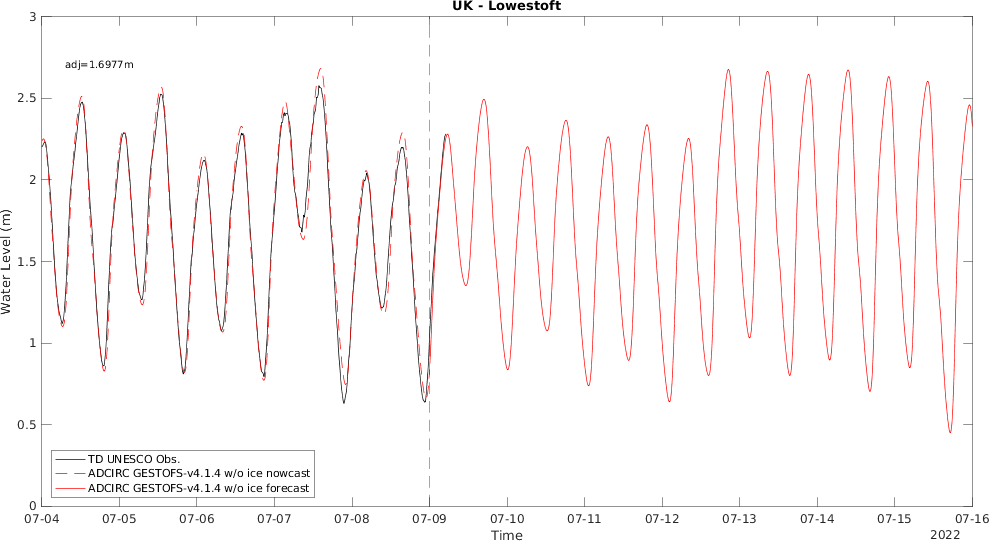 UK - Lowestoft
adj=1.6977m
3
2.5
2
1.5
1
0.5
0
Water Level (m)
TD UNESCO Obs.
ADCIRC GESTOFS-v4.1.4 w/o ice nowcast
ADCIRC GESTOFS-v4.1.4 w/o ice forecast
07-04 07-05 07-06 07-07 07-08 07-09 07-10 07-11 07-12 07-13 07-14 07-15 07-16
Time
2022